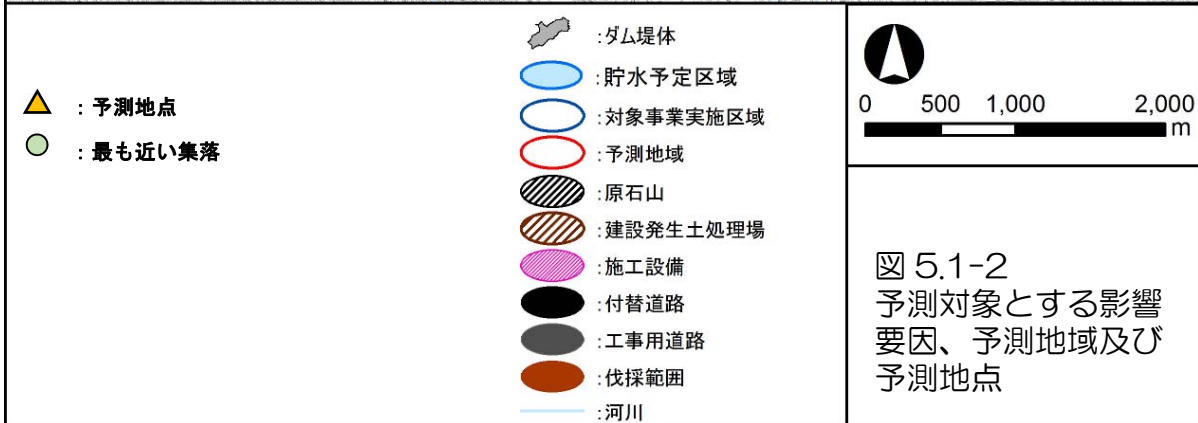 :予測地点
:最も近い集落
:ダム堤体
:貯水予定区域
:対象事業実施区域
:予測地域
:原石山
:建設発生土処理場
:施工設備
:付替道路
:工事用道路
:伐採範囲
:河川
0 500 1,000 2,000
m
図 5.1-2
予測対象とする影響
要因、予測地域及び
予測地点